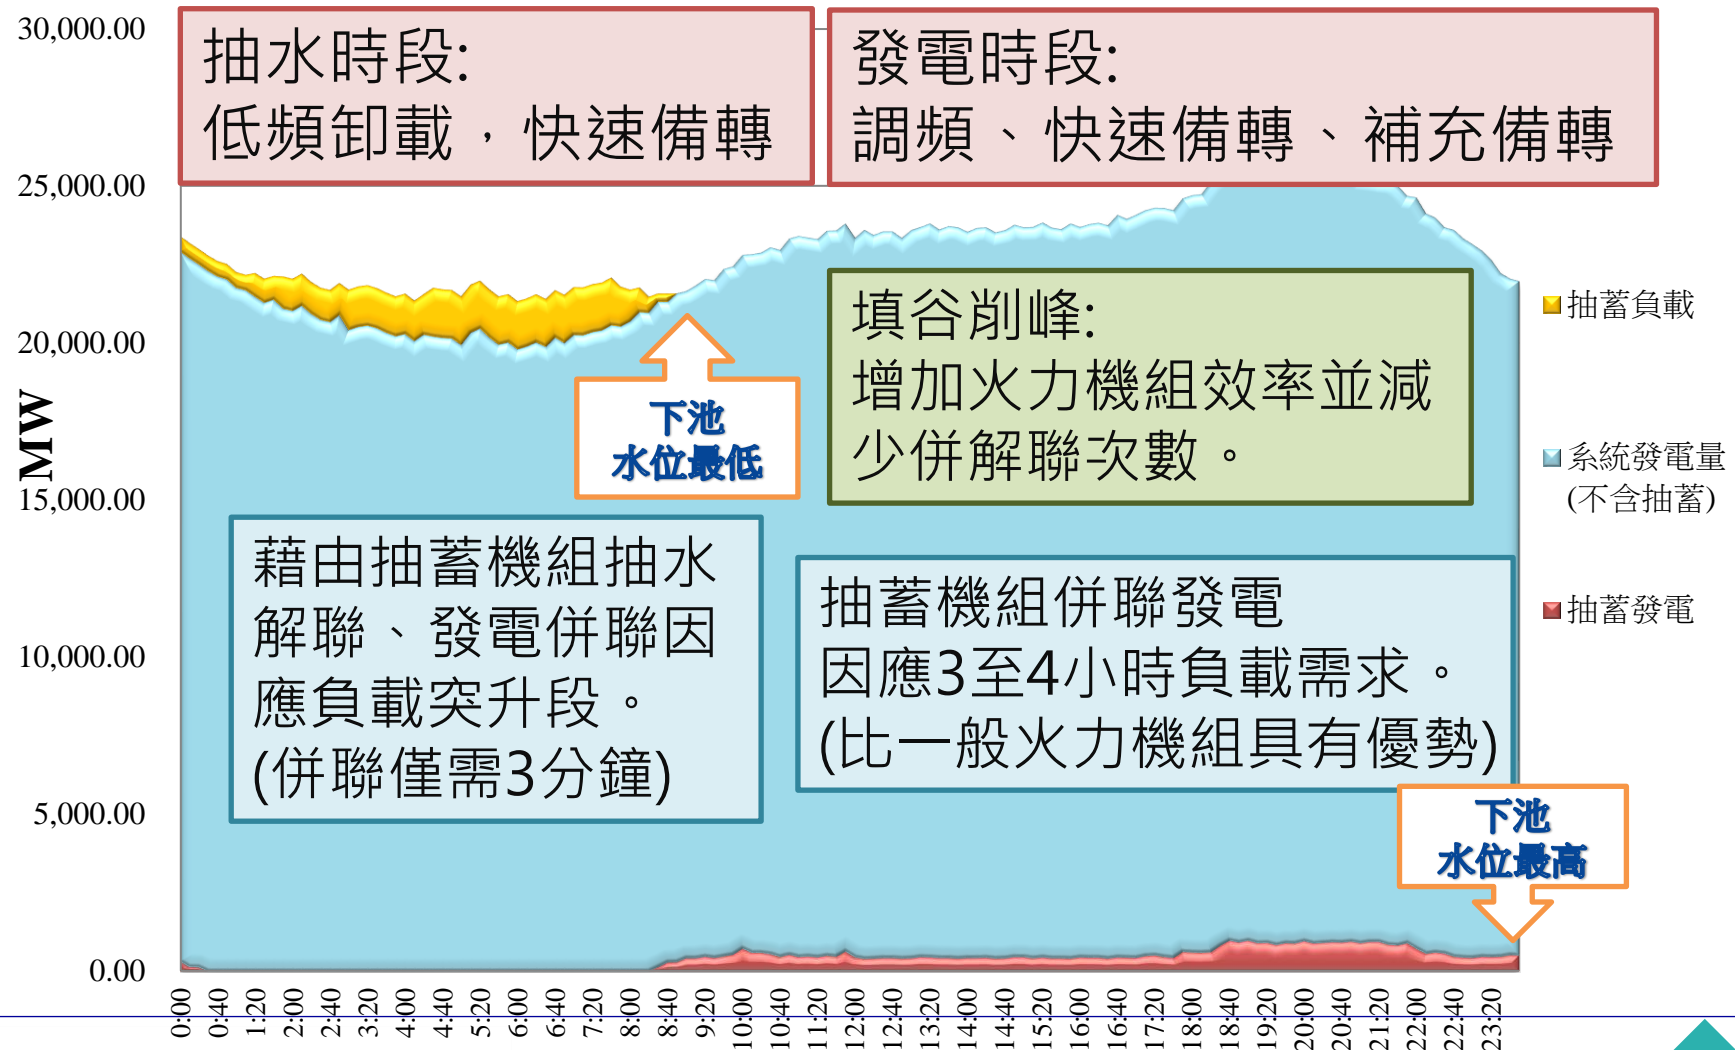 30,000.00
25,000.00
20,000.00
15,000.00
10,000.00
5,000.00
0.00
MW
抽水時段:
低頻卸載，快速備轉
發電時段:
調頻、快速備轉、補充備轉
填谷削峰:
增加火力機組效率並減
少併解聯次數。
下池
水位最低
藉由抽蓄機組抽水
解聯、發電併聯因
應負載突升段。
(併聯僅需3分鐘)
抽蓄機組併聯發電
因應3至4小時負載需求。
(比一般火力機組具有優勢)
下池
水位最高
抽蓄負載
系統發電量
(不含抽蓄)
抽蓄發電
0:00
0:40
1:20
2:00
2:40
3:20
4:00
4:40
5:20
6:00
6:40
7:20
8:00
8:40
9:20
10:00
10:40
11:20
12:00
12:40
13:20
14:00
14:40
15:20
16:00
16:40
17:20
18:00
18:40
19:20
20:00
20:40
21:20
22:00
22:40
23:20